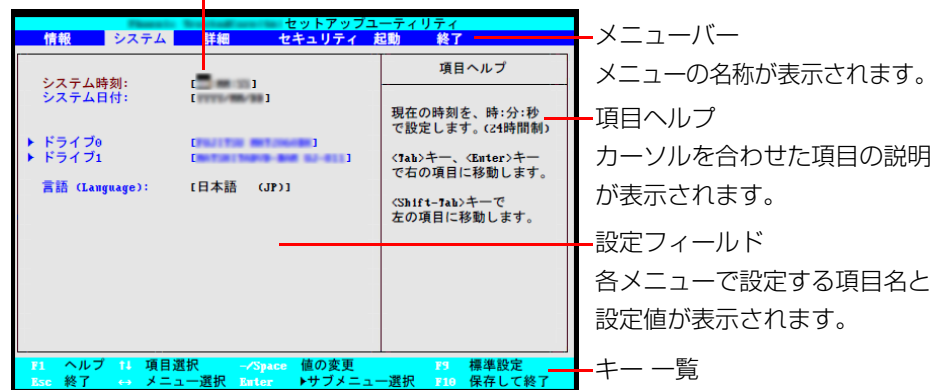 セットアップユーティリティ
情報 システム 詳細 セキュリティ 起動 終了
項目ヘルプ
システム時刻:
システム日付:
ドライブ0
ドライブ1
言語 (Language): [日本語 (JP)]
現在の時刻を、時:分:秒
で設定します。(24時間制)
<Tab>キー、<Enter>キー
で右の項目に移動します。
<Shift-Tab>キーで
左の項目に移動します。
F1 ヘルプ ↑↓ 項目選択 -/Space 値の変更 F9 標準設定
Esc 終了 ↔ メニュー選択 Enter ▶サブメニュー選択 F10 保存して終了
メニューバー
メニューの名称が表示されます。
項目ヘルプ
カーソルを合わせた項目の説明
が表示されます。
設定フィールド
各メニューで設定する項目名と
設定値が表示されます。
キー一覧